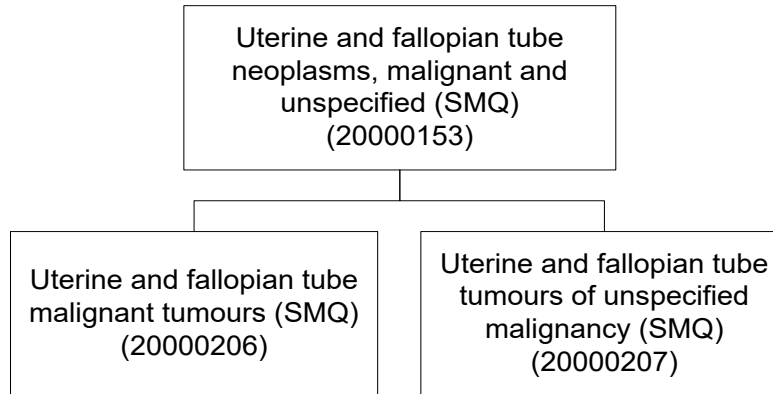 Uterine and fallopian tube
neoplasms, malignant and
unspecified (SMQ)
(20000153)
Uterine and fallopian tube
malignant tumours (SMQ)
(20000206)
Uterine and fallopian tube
tumours of unspecified
malignancy (SMQ)
(20000207)